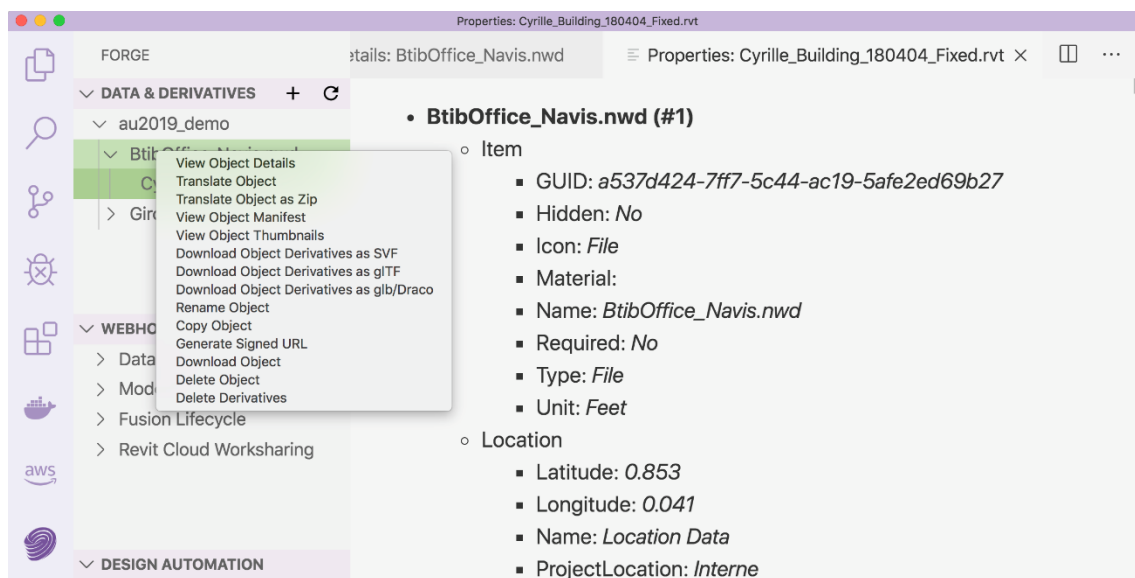 Properties: Cyrille_Building_180404_Fixed.rvt
FORGE
etails: BtibOffice_Navis.nwd
Properties: Cyrille_Building_180404_Fixed.rvt
DATA & DERIVATIVES
au2019_demo
View Object Details
Translate Object
Translate Object as Zip
View Object Manifest
View Object Thumbnails
Download Object Derivatives as SVF
Download Object Derivatives as glTF
Download Object Derivatives as glb/Draco
Rename Object
Copy Object
Generate Signed URL
Download Object
Delete Object
Delete Derivatives
WEBHO
Data
Mod
Fusion Lifecycle
Revit Cloud Worksharing
aws
DESIGN AUTOMATION
• BtibOffice_Navis.nwd (#1)
Item
GUID: a537d424-7ff7-5c44-ac19-5afe2ed69b27
Hidden: No
Icon: File
Material:
Name: BtibOffice_Navis.nwd
Required: No
Type: File
Unit: Feet
Location
Latitude: 0.853
Longitude: 0.041
Name: Location Data
ProjectLocation: Interne